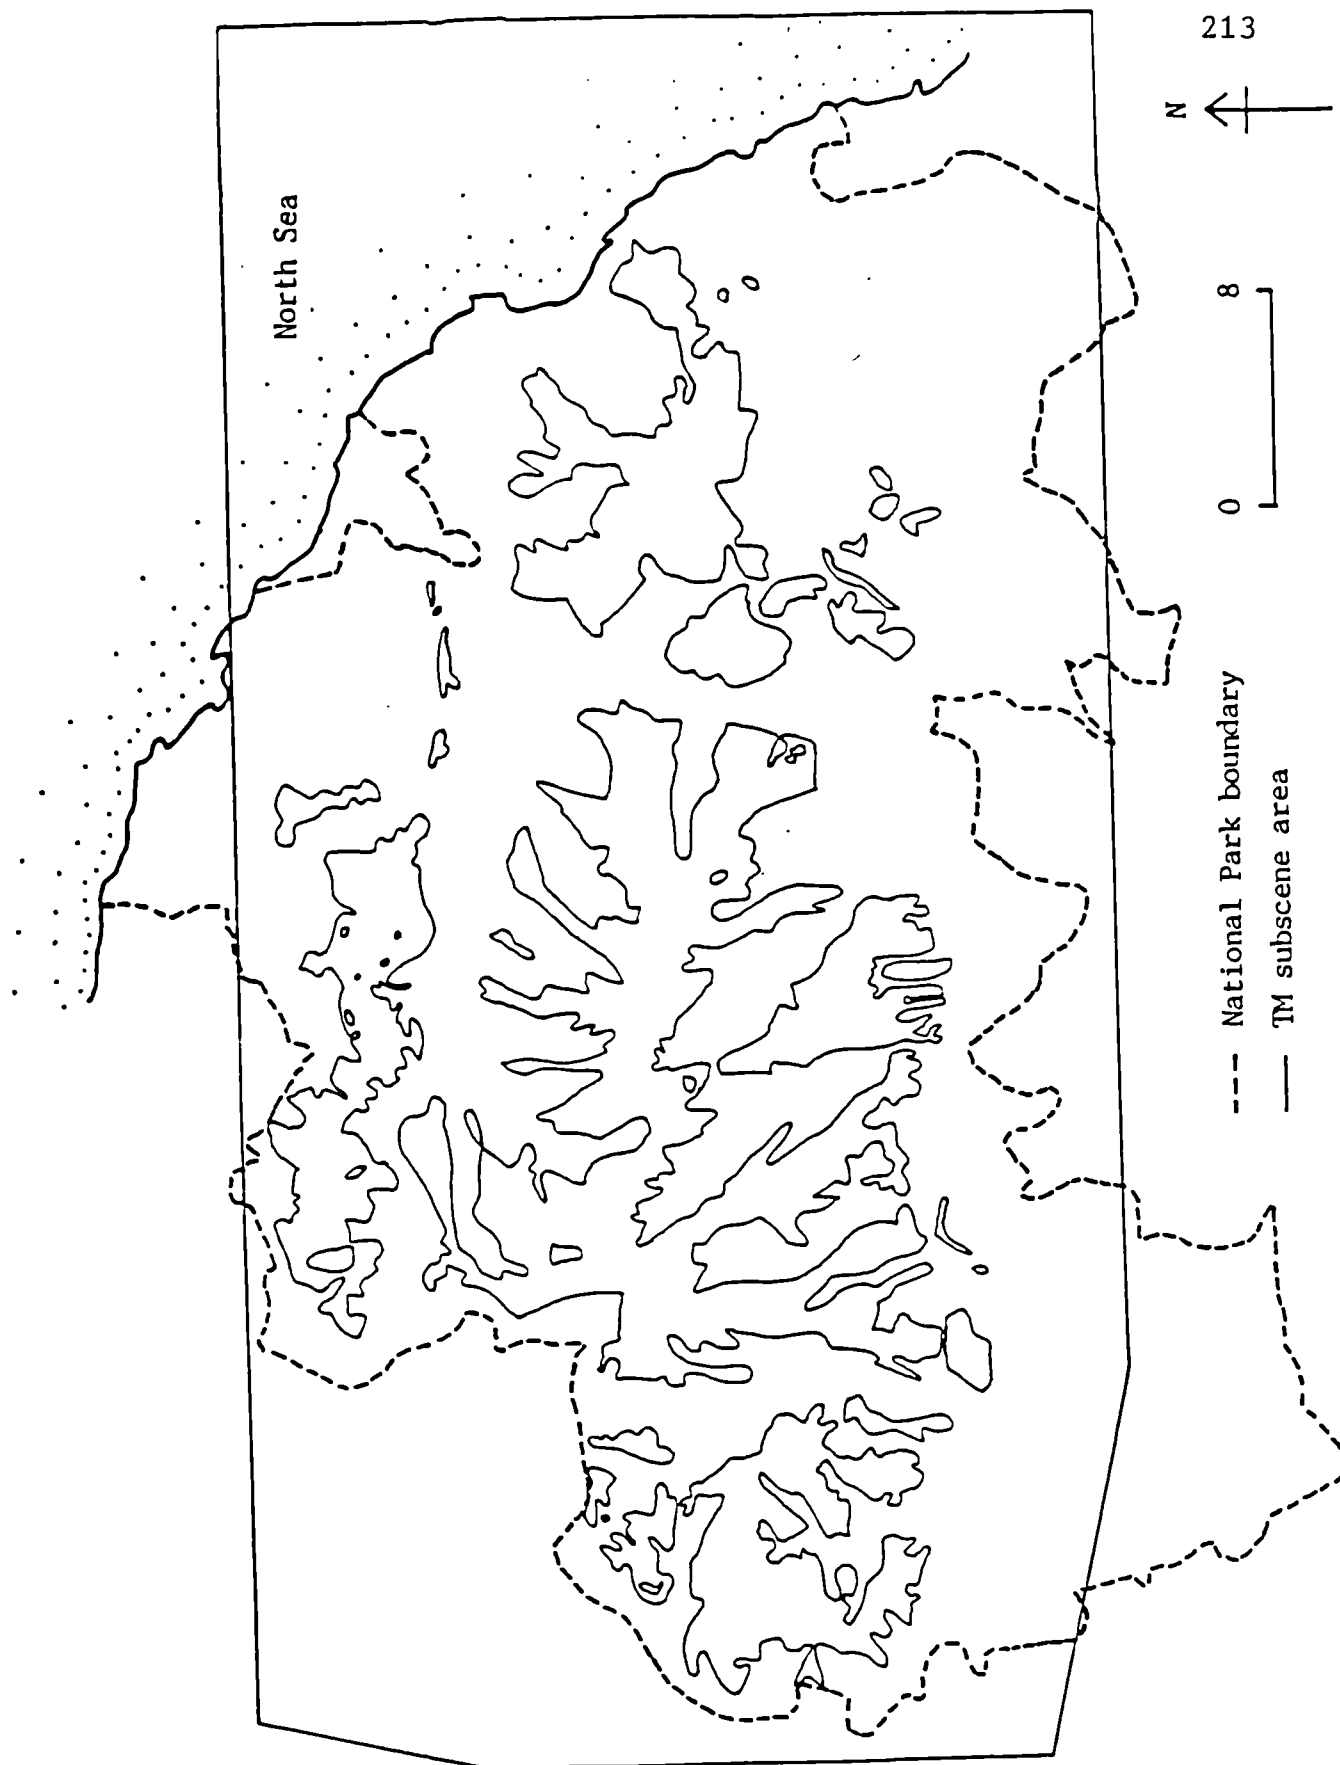 213
N
North Sea
0 8
--- National Park boundary
— TM subscene area